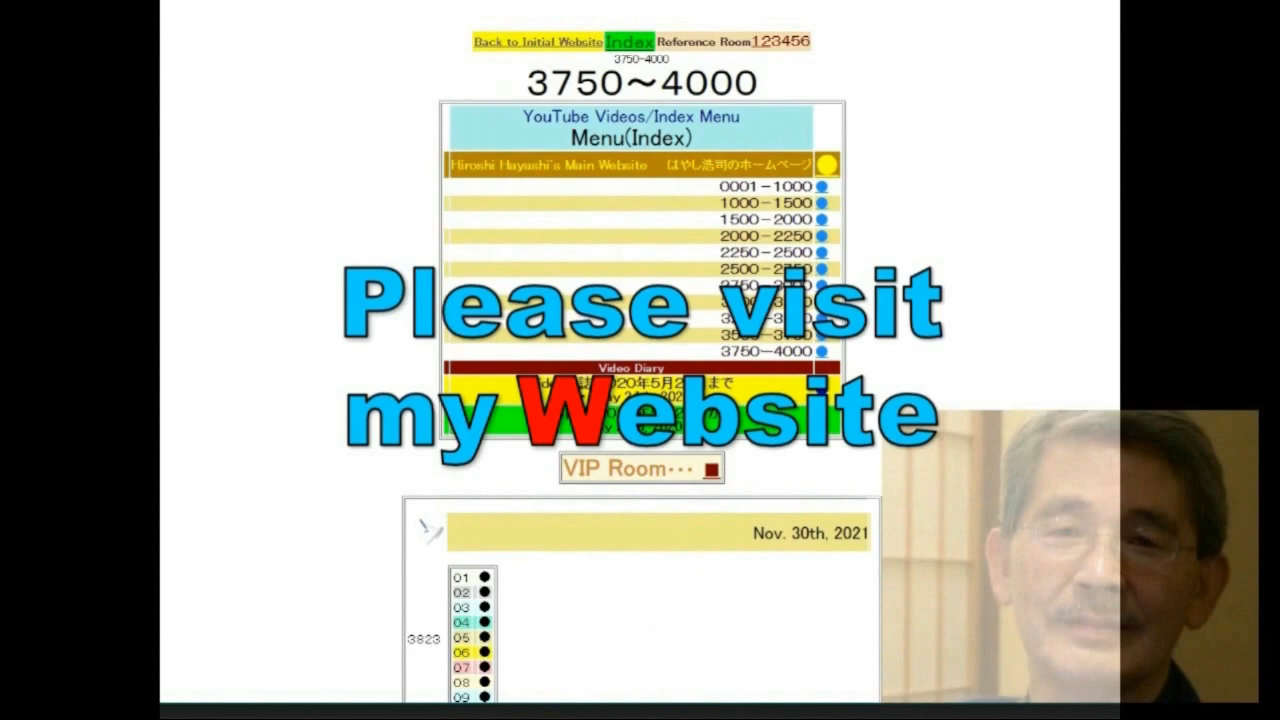 Back to Initial Website Index Reference Room123456
3750-4000
3750～4000
YouTube Videos/Index Menu
Menu(Index)
Hiroshi Hayashi's Main Website はやし浩司のホームページ
0001－1000
1000－1500
1500－2000
2000－2250
2250－2500
2500－2750
Please visit
3750～4000
Video Diary
my Website
VIP Room…
Nov. 30th, 2021
01
02
03
04
05
3823
06
07
08
09